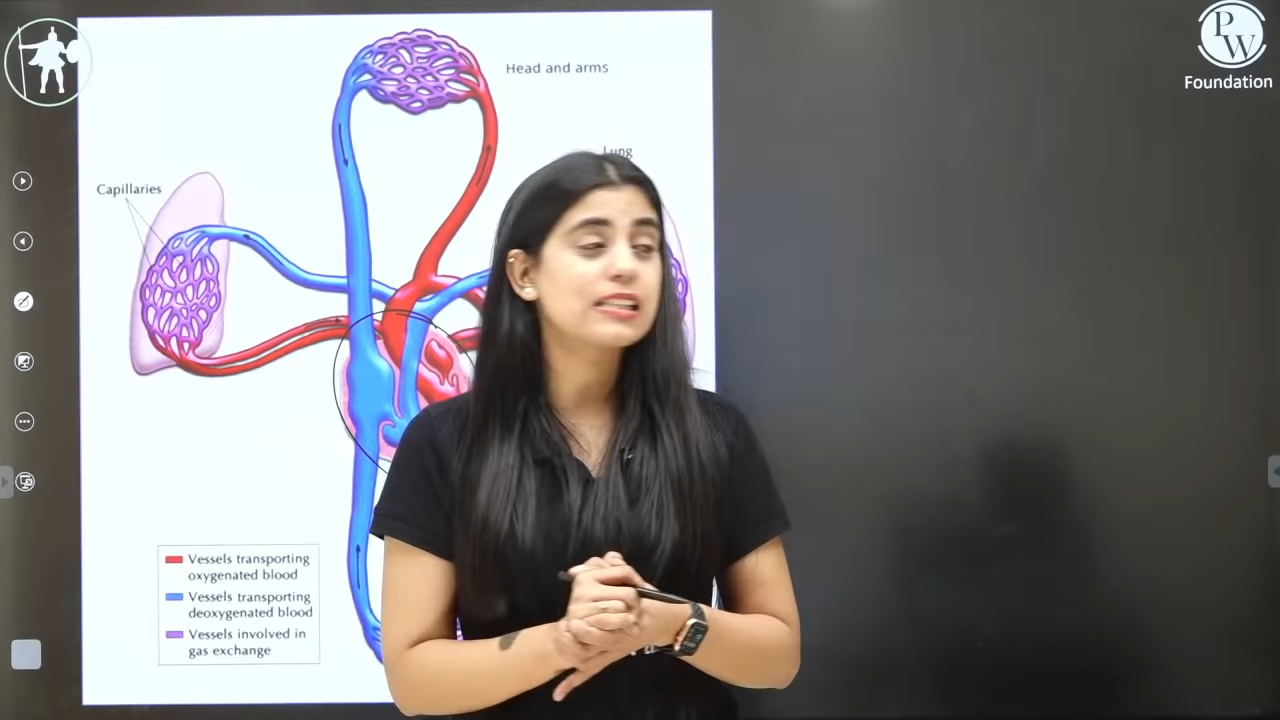 Head and arms
Lung
Capillaries
Vessels transporting
oxygenated blood
Vessels transporting
deoxygenated blood
Vessels involved in
gas exchange
PW
Foundation